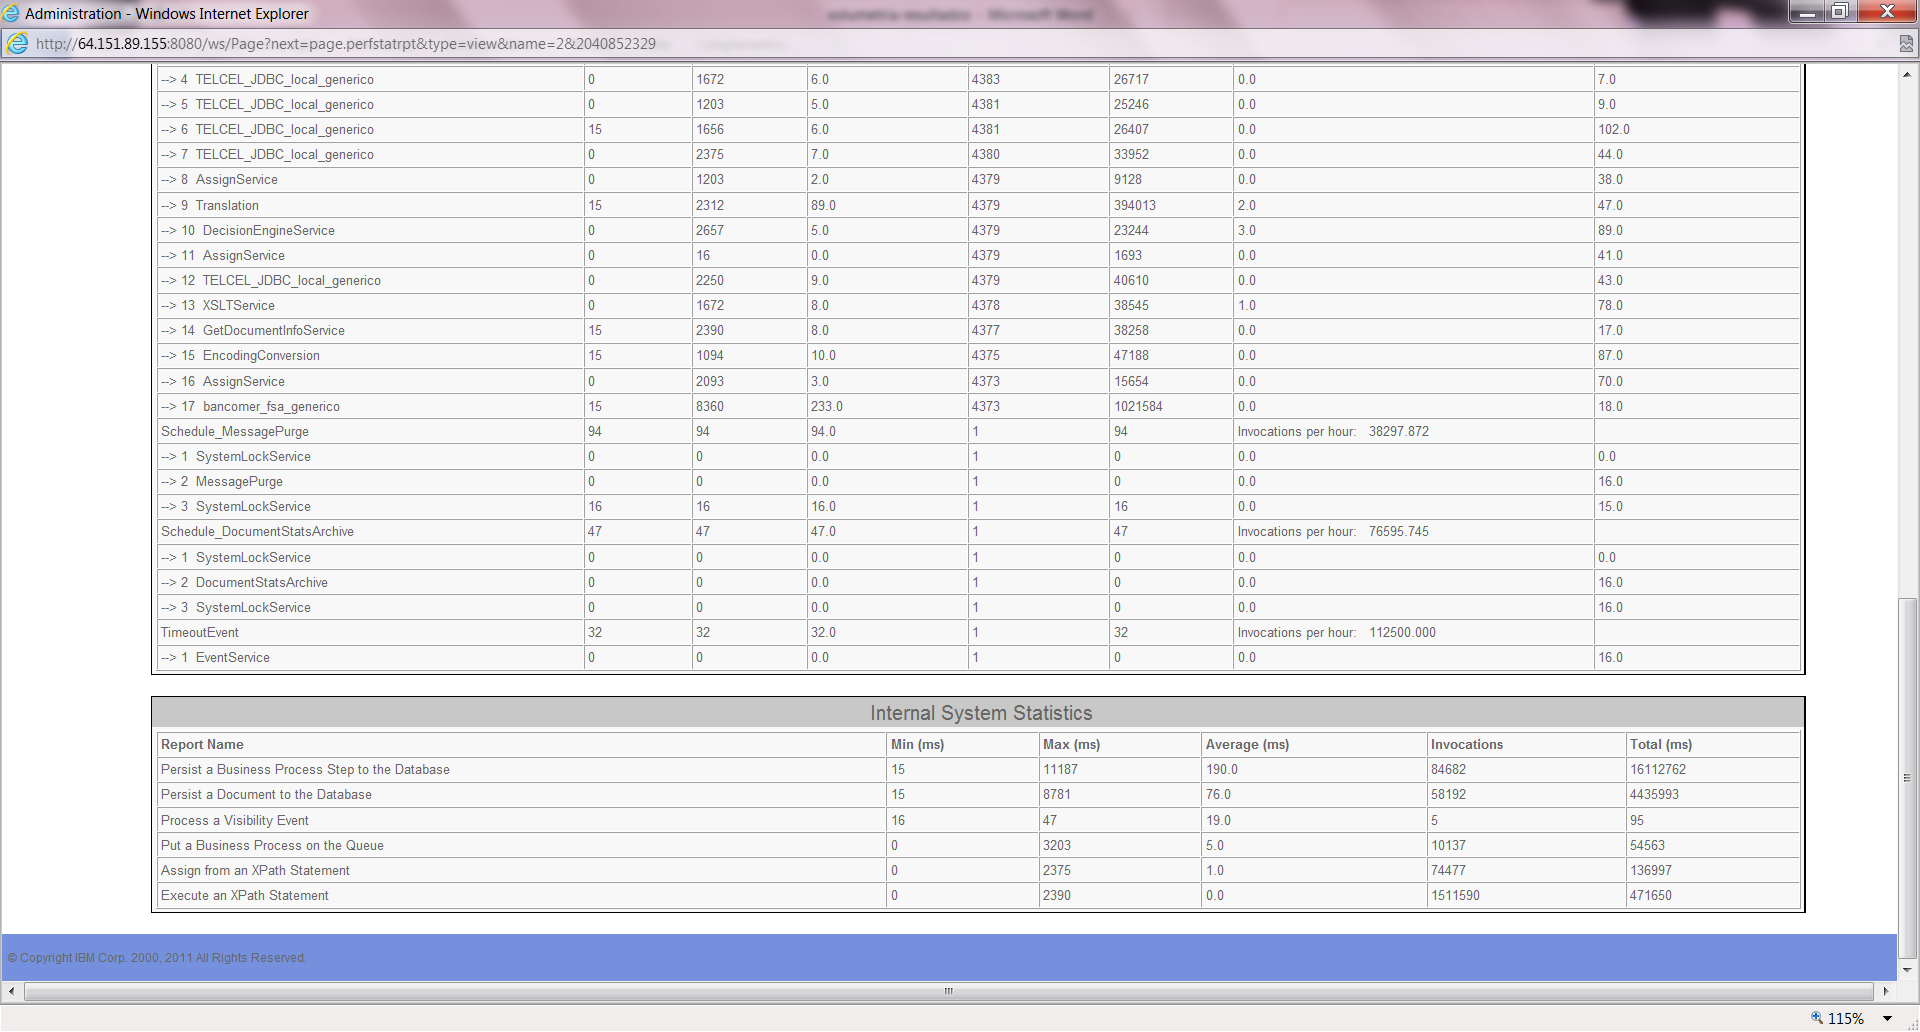 Administration - Windows Internet Explorer
volumetria resultados - Microsoft Word
http://64.151.89.155:8080/ws/Page?next=page.perfstatrpt&type=view&name=2&2040852329
--> 4 TELCEL_JDBC_local_generico 0 1672 6.0 4383 26717 0.0 7.0
--> 5 TELCEL_JDBC_local_generico 0 1203 5.0 4381 25246 0.0 9.0
--> 6 TELCEL_JDBC_local_generico 15 1656 6.0 4381 26407 0.0 102.0
--> 7 TELCEL_JDBC_local_generico 0 2375 7.0 4380 33952 0.0 44.0
--> 8 AssignService 0 1203 2.0 4379 9128 0.0 38.0
--> 9 Translation 15 2312 89.0 4379 394013 2.0 47.0
--> 10 DecisionEngineService 0 2657 5.0 4379 23244 3.0 89.0
--> 11 AssignService 0 16 0.0 4379 1693 0.0 41.0
--> 12 TELCEL_JDBC_local_generico 0 2250 9.0 4379 40610 0.0 43.0
--> 13 XSLTService 0 1672 8.0 4378 38545 1.0 78.0
--> 14 GetDocumentInfoService 15 2390 8.0 4377 38258 0.0 17.0
--> 15 EncodingConversion 15 1094 10.0 4375 47188 0.0 87.0
--> 16 AssignService 0 2093 3.0 4373 15654 0.0 70.0
--> 17 bancomer_fsa_generico 15 8360 233.0 4373 1021584 0.0 18.0
Schedule_MessagePurge 94 94 94.0 1 94 Invocations per hour: 38297.872
--> 1 SystemLockService 0 0 0.0 1 0 0.0 0.0
--> 2 MessagePurge 0 0 0.0 1 0 0.0 16.0
--> 3 SystemLockService 16 16 16.0 1 16 0.0 15.0
Schedule_DocumentStatsArchive 47 47 47.0 1 47 Invocations per hour: 76595.745
--> 1 SystemLockService 0 0 0.0 1 0 0.0 0.0
--> 2 DocumentStatsArchive 0 0 0.0 1 0 0.0 16.0
--> 3 SystemLockService 0 0 0.0 1 0 0.0 16.0
TimeoutEvent 32 32 32.0 1 32 Invocations per hour: 112500.000
--> 1 EventService 0 0 0.0 1 0 0.0 16.0
Internal System Statistics
Report Name Min (ms) Max (ms) Average (ms) Invocations Total (ms)
Persist a Business Process Step to the Database 15 11187 190.0 84682 16112762
Persist a Document to the Database 15 8781 76.0 58192 4435993
Process a Visibility Event 16 47 19.0 5 95
Put a Business Process on the Queue 0 3203 5.0 10137 54563
Assign from an XPath Statement 0 2375 1.0 74477 136997
Execute an XPath Statement 0 2390 0.0 1511590 471650
© Copyright IBM Corp. 2000, 2011 All Rights Reserved.
115%